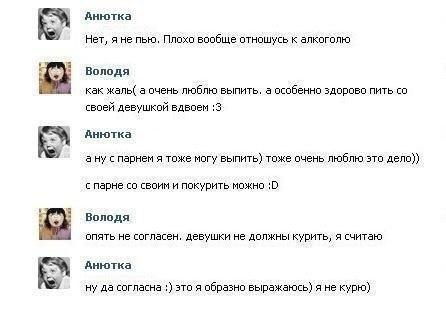 Анютка
Нет, я не пью. Плохо вообще отношусь к алкоголю
Володя
как жаль( а очень люблю выпить. а особенно здорово пить со
своей девушкой вдвоем :3
Анютка
а ну с парнем я тоже могу выпить) тоже очень люблю это дело))
с парне со своим и покурить можно :D
Володя
опять не согласен. девушки не должны курить, я считаю
Анютка
ну да согласна :) это я образно выражаюсь) я не курю)